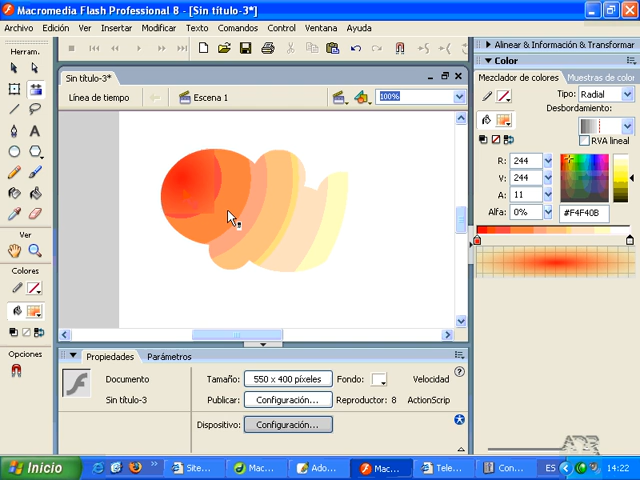 Macromedia Flash Professional 8 - [Sin título-3*]
Archivo Edición Ver Insertar Modificar Texto Comandos Control Ventana Ayuda
Herram.
Ver
Colores
Opciones
Sin título-3*
Línea de tiempo
Escena 1
100%
Alinear & Información & Transformar
Color
Mezclador de colores
Muestras de color
Tipo: Radial
Desbordamiento:
RVA lineal
R: 244
V: 244
A: 11
Alfa: 0%
#F4F40B
Propiedades
Parámetros
Documento
Sin título-3
Tamaño: 550 x 400 píxeles
Fondo:
Velocidad
Publicar: Configuración...
Reproductor: 8
ActionScrip
Dispositivo: Configuración...
Inicio
Site...
Mac...
Ado...
Mac...
Tele...
Con...
ES
14:22